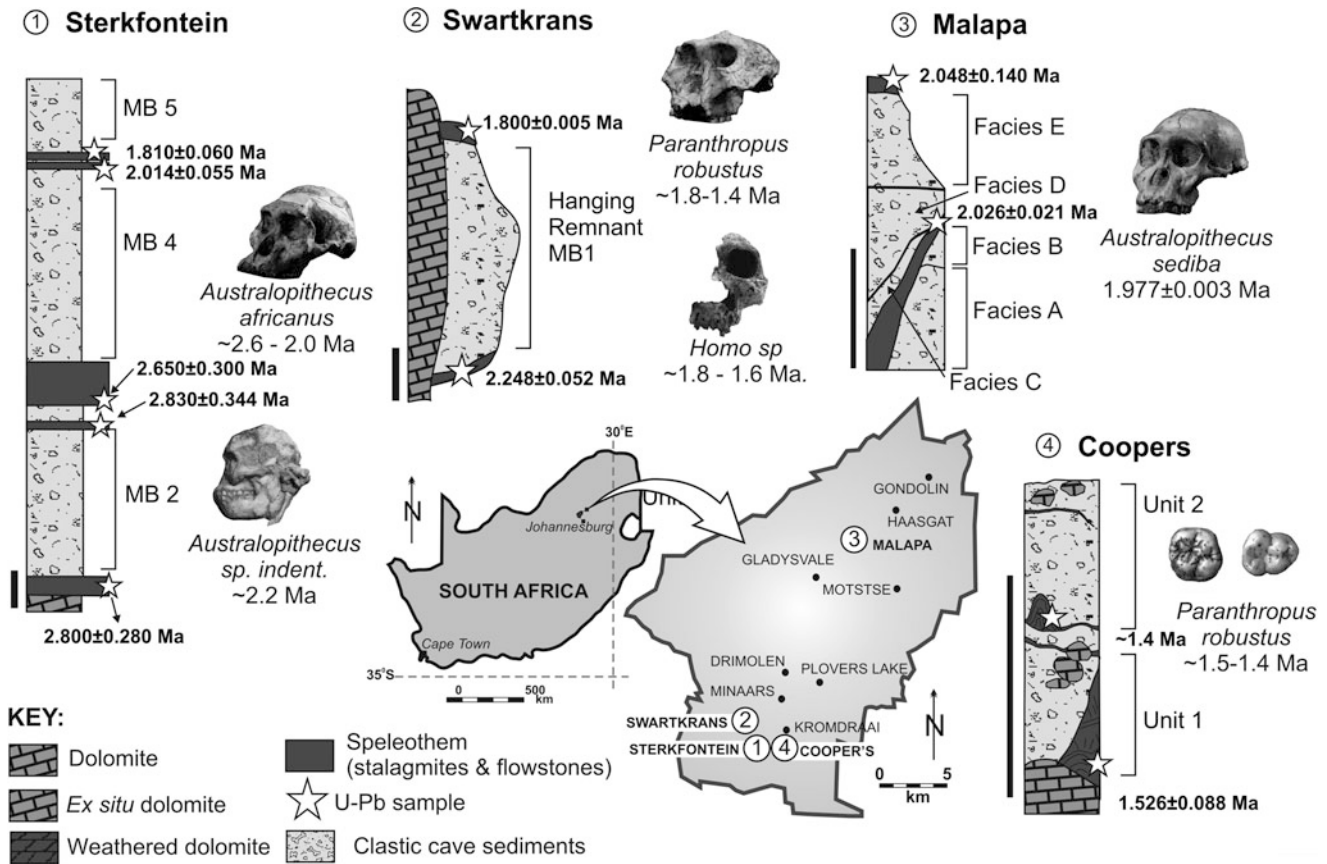 ① Sterkfontein
MB 5
1.810±0.060 Ma
2.014±0.055 Ma
MB 4
Australopithecus
africanus
~2.6 - 2.0 Ma
2.650±0.300 Ma
2.830±0.344 Ma
MB 2
Australopithecus
sp. indent.
~2.2 Ma
2.800±0.280 Ma
② Swartkrans
1.800±0.005 Ma
Paranthropus
robustus
~1.8-1.4 Ma
Hanging
Remnant
MB1
Homo sp
~1.8 - 1.6 Ma.
2.248±0.052 Ma
③ Malapa
2.048±0.140 Ma
Facies E
Facies D
2.026±0.021 Ma
Facies B
Facies A
Facies C
Australopithecus
sediba
1.977±0.003 Ma
④ Coopers
Unit 2
~1.4 Ma
Paranthropus
robustus
~1.5-1.4 Ma
Unit 1
1.526±0.088 Ma
30°E
N
Johannesburg
SOUTH AFRICA
Cape Town
35°S
0 500
km
GONDOLIN
HAASGAT
③ MALAPA
GLADYSVALE
MOTSTSE
DRIMOLEN
PLOVERS LAKE
MINAARS
SWARTKRANS ②
KROMDRAAI
STERKFONTEIN ① ④ COOPER'S
N
0 5
km
KEY:
Dolomite
Ex situ dolomite
Weathered dolomite
Speleothem
(stalagmites & flowstones)
U-Pb sample
Clastic cave sediments